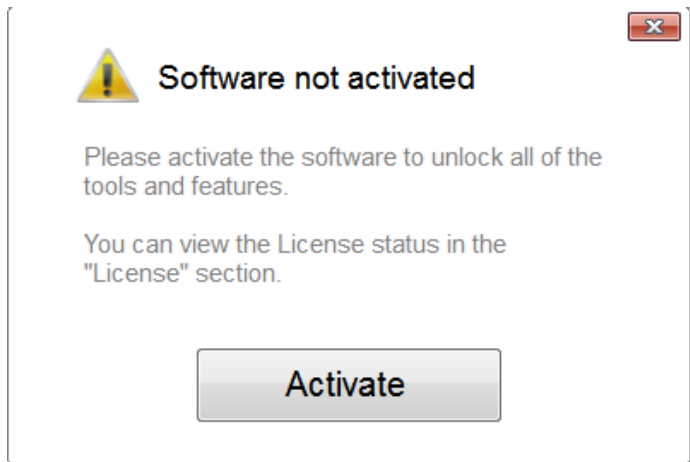 Software not activated
Please activate the software to unlock all of the
tools and features.
You can view the License status in the
"License" section.
Activate